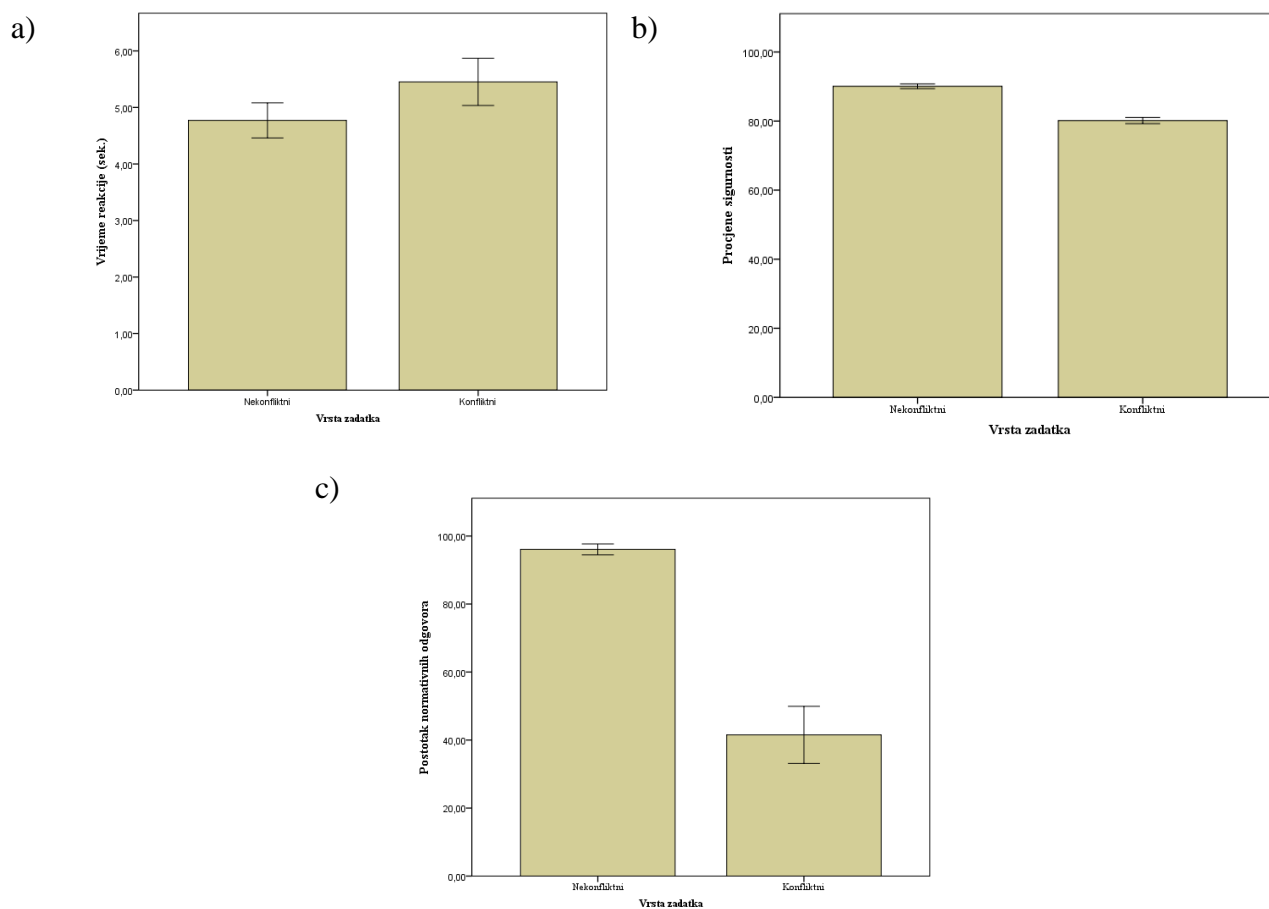 a)
Vrijeme reakcije (sek.)
6,00
5,00
4,00
3,00
2,00
1,00
0,00
Nekonfliktni Konfliktni
Vrsta zadatka
b)
Procjene sigurnosti
100,00
80,00
60,00
40,00
20,00
0,00
Nekonfliktni Konfliktni
Vrsta zadatka
c)
Postotak normativnih odgovora
100,00
80,00
60,00
40,00
20,00
0,00
Nekonfliktni Konfliktni
Vrsta zadatka